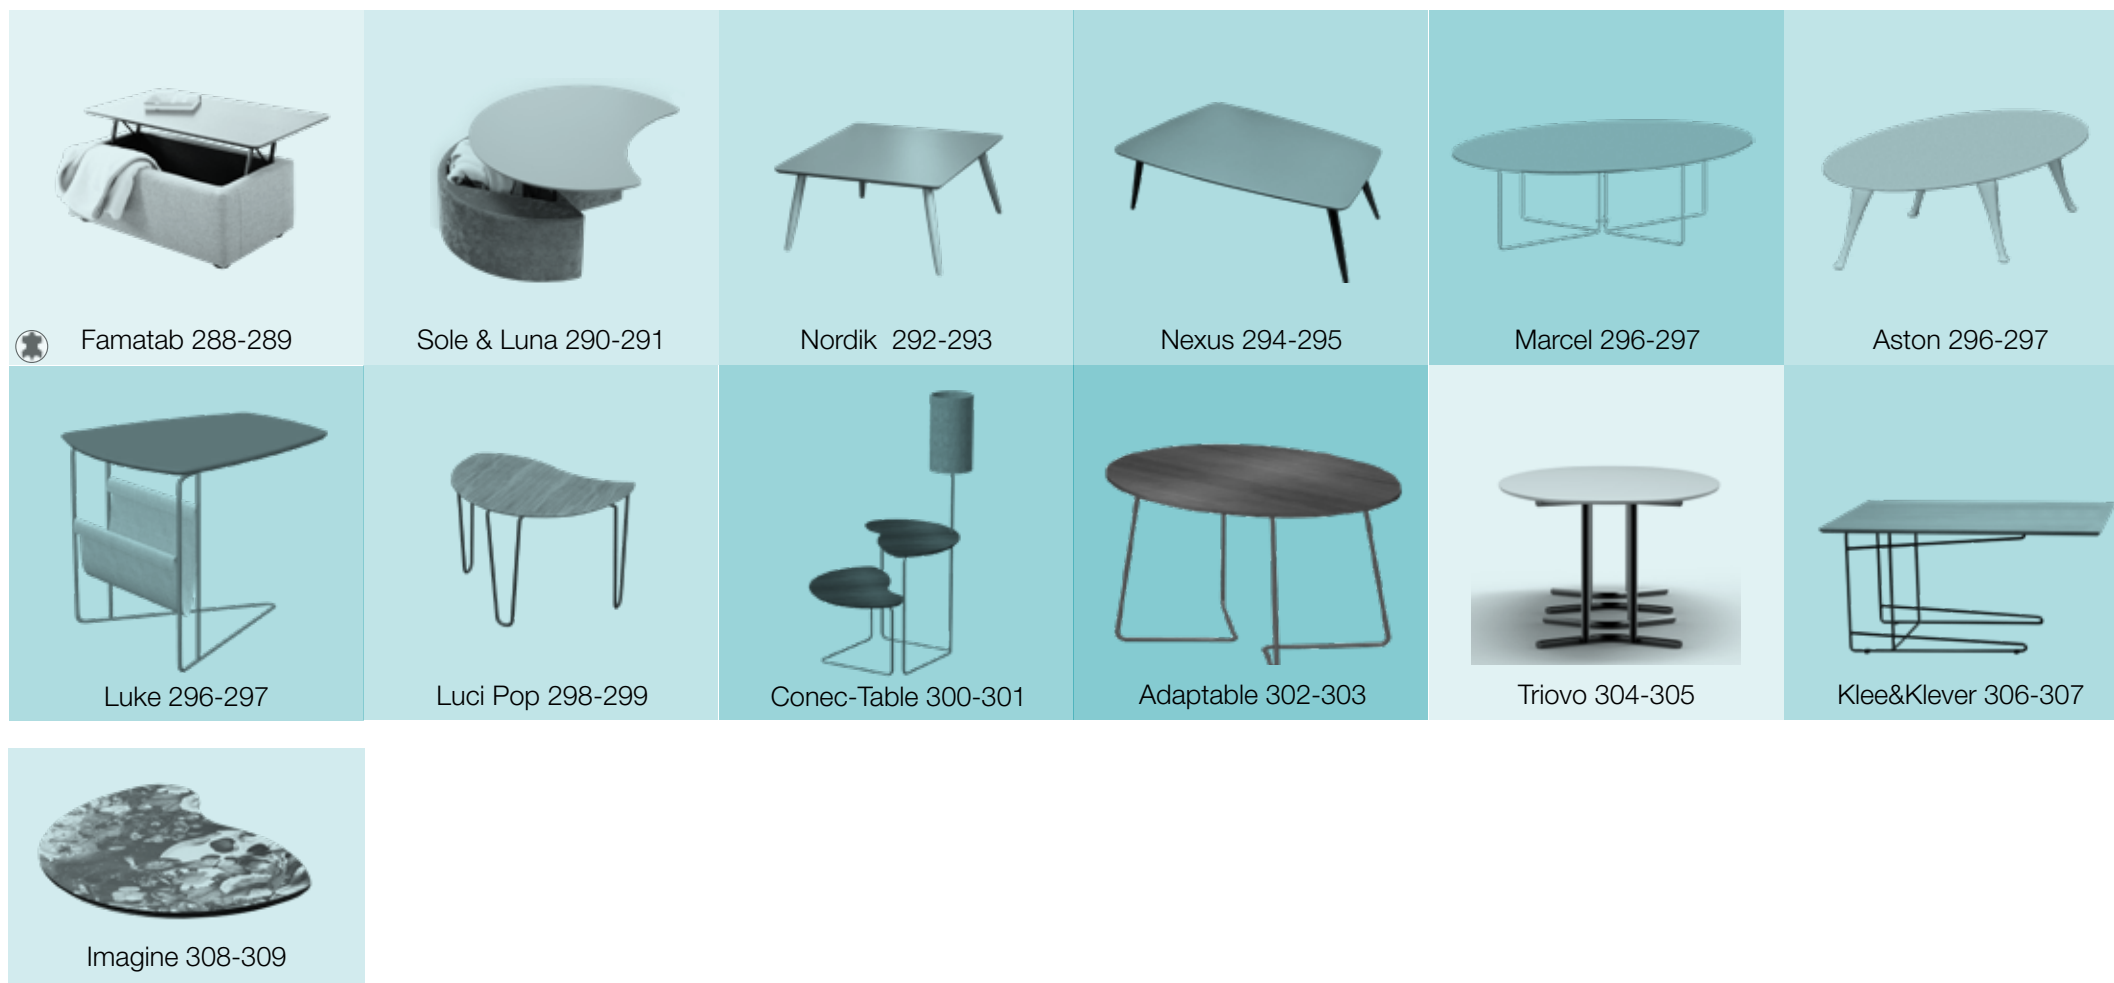 Famatab 288-289
Sole & Luna 290-291
Nordik 292-293
Nexus 294-295
Marcel 296-297
Aston 296-297
Luke 296-297
Luci Pop 298-299
Conec-Table 300-301
Adaptable 302-303
Triovo 304-305
Klee&Klever 306-307
Imagine 308-309